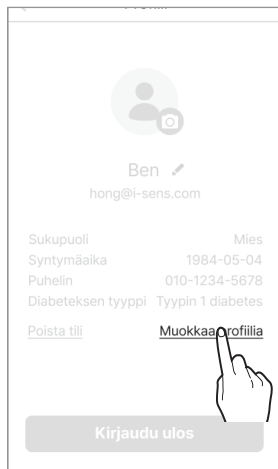 Ben
hong@i-sens.com
Sukupuoli Mies
Syntymäaika 1984-05-04
Puhelin 010-1234-5678
Diabeteksen tyyppi Tyypin 1 diabetes
Poista tili Muokkaa profiilia
Kirjaudu ulos